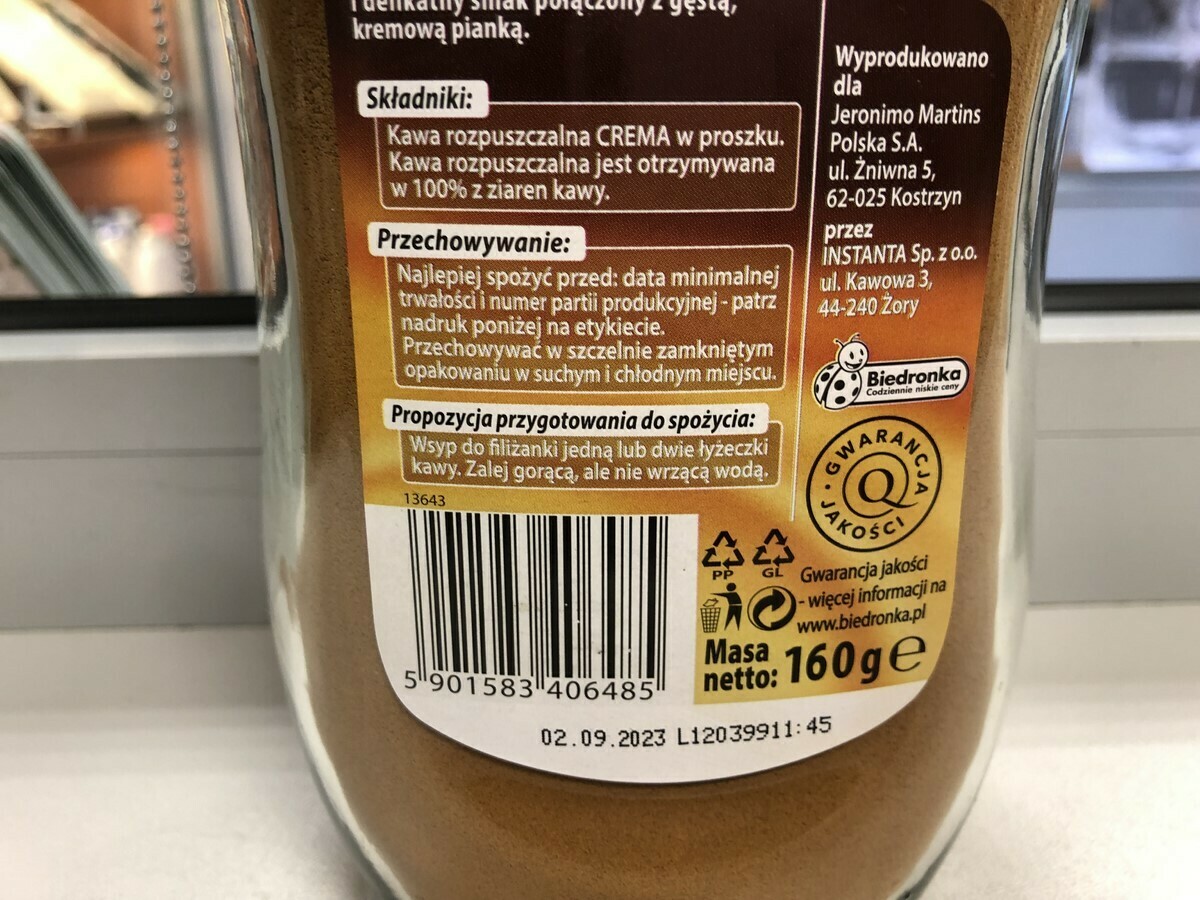 i delikatny smak połączony z gęstą,
kremową pianką.
Składniki:
Kawa rozpuszczalna CREMA w proszku.
Kawa rozpuszczalna jest otrzymywana
w 100% z ziaren kawy.
Przechowywanie:
Najlepiej spożyć przed: data minimalnej
trwałości i numer partii produkcyjnej - patrz
nadruk poniżej na etykiecie.
Przechowywać w szczelnie zamkniętym
opakowaniu w suchym i chłodnym miejscu.
Propozycja przygotowania do spożycia:
Wsyp do filiżanki jedną lub dwie łyżeczki
kawy. Zalej gorącą, ale nie wrzącą wodą.
13643
5 901583 406485
Wyprodukowano
dla
Jeronimo Martins
Polska S.A.
ul. Żniwna 5,
62-025 Kostrzyn
przez
INSTANTA Sp. z o.o.
ul. Kawowa 3,
44-240 Żory
Biedronka
Codziennie niskie ceny
GWARANCJA
Q
JAKOŚCI
PP GL
Gwarancja jakości
- więcej informacji na
www.biedronka.pl
Masa
netto: 160 g e
02.09.2023 L12039911:45